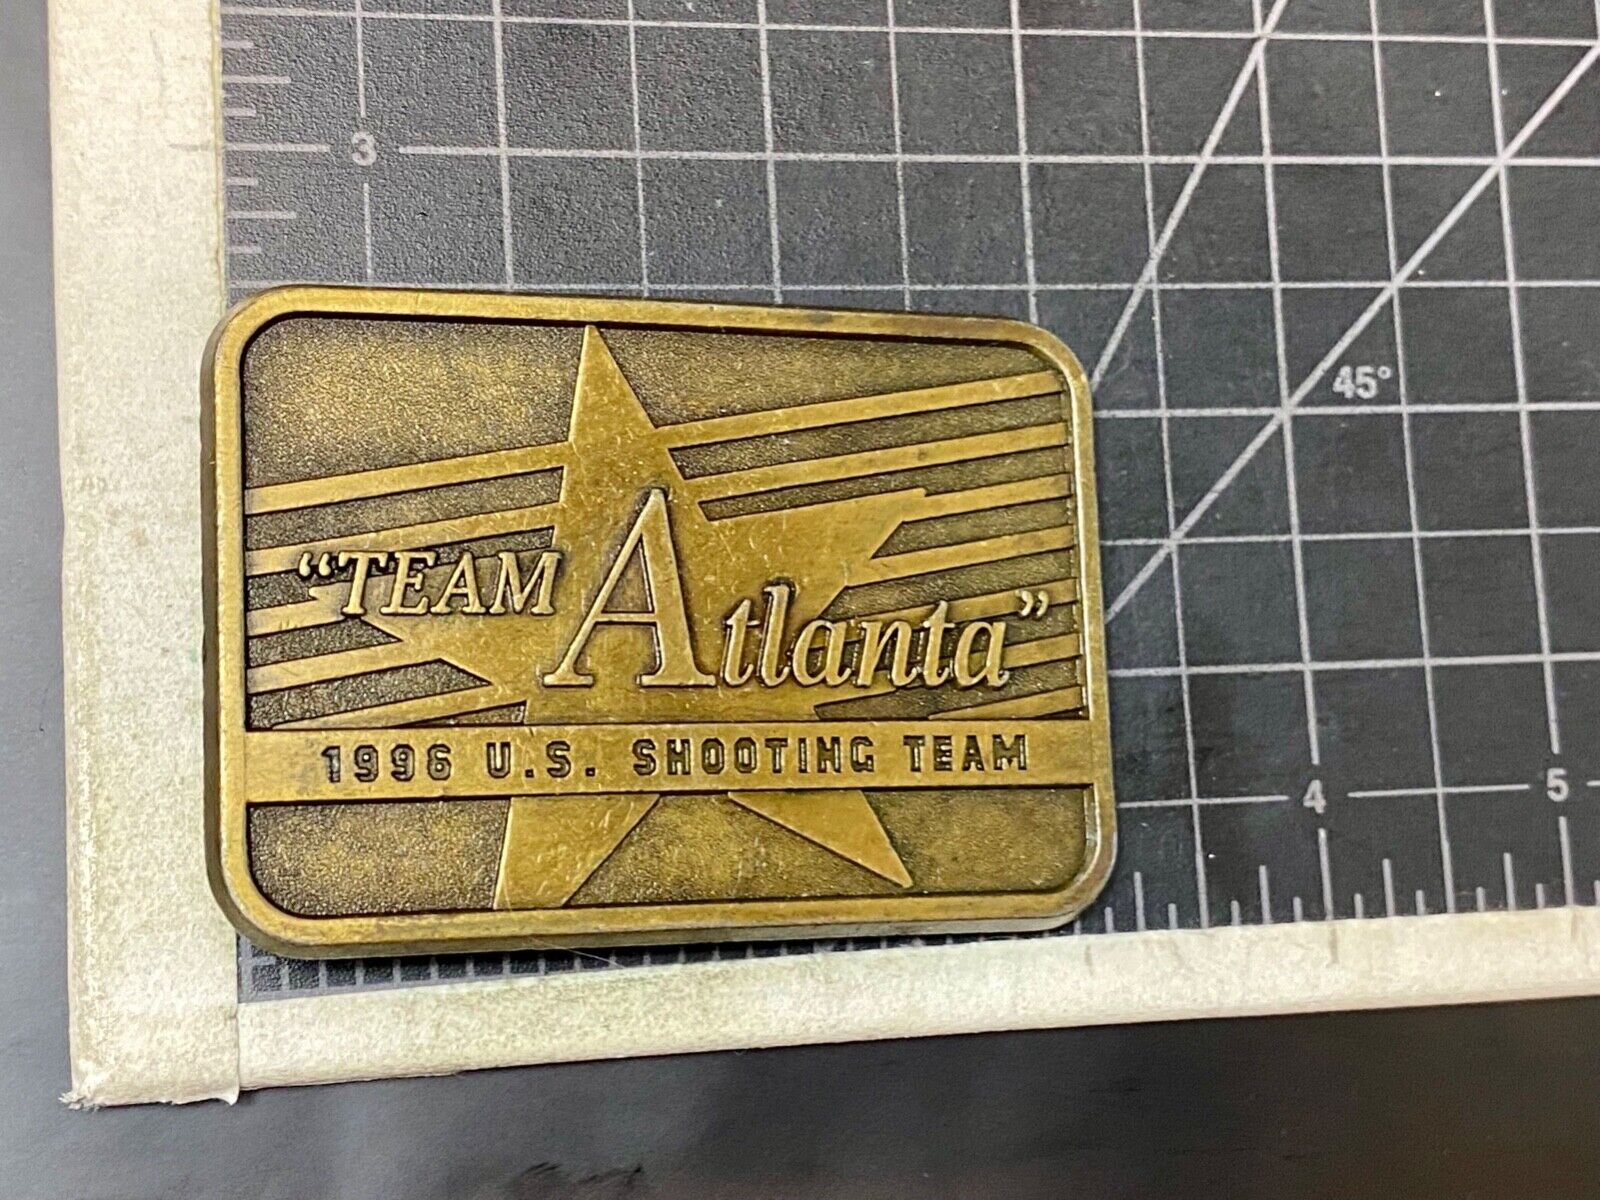 3
45°
“TEAM Atlanta”
1996 U.S. SHOOTING TEAM
4 5